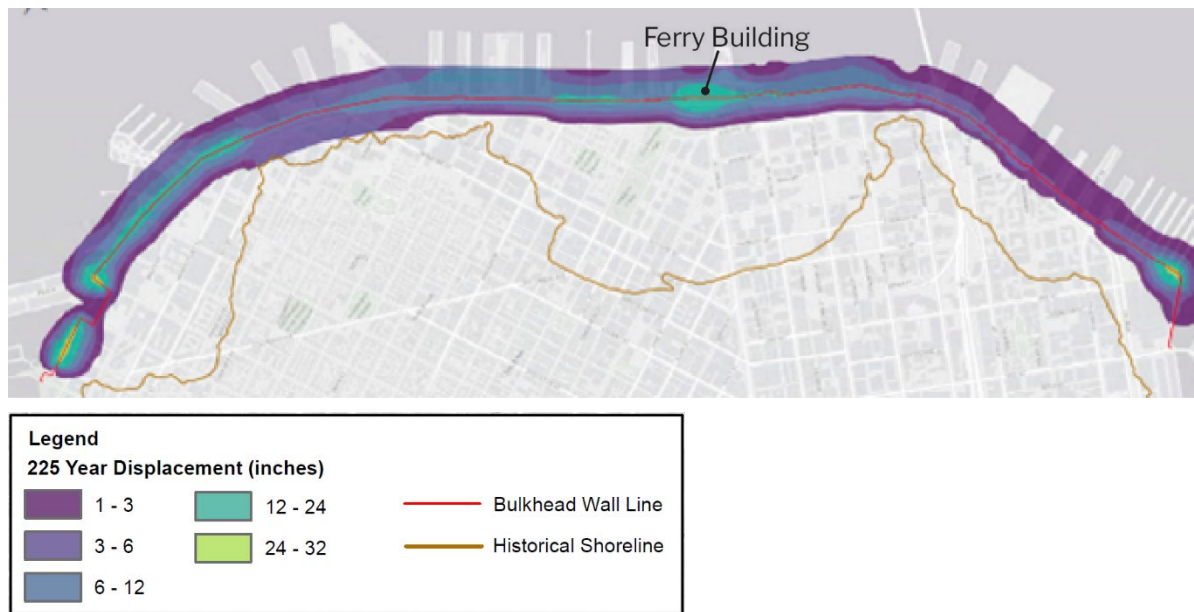 Ferry Building
Legend
225 Year Displacement (inches)
1 - 3
12 - 24
Bulkhead Wall Line
3 - 6
24 - 32
Historical Shoreline
6 - 12